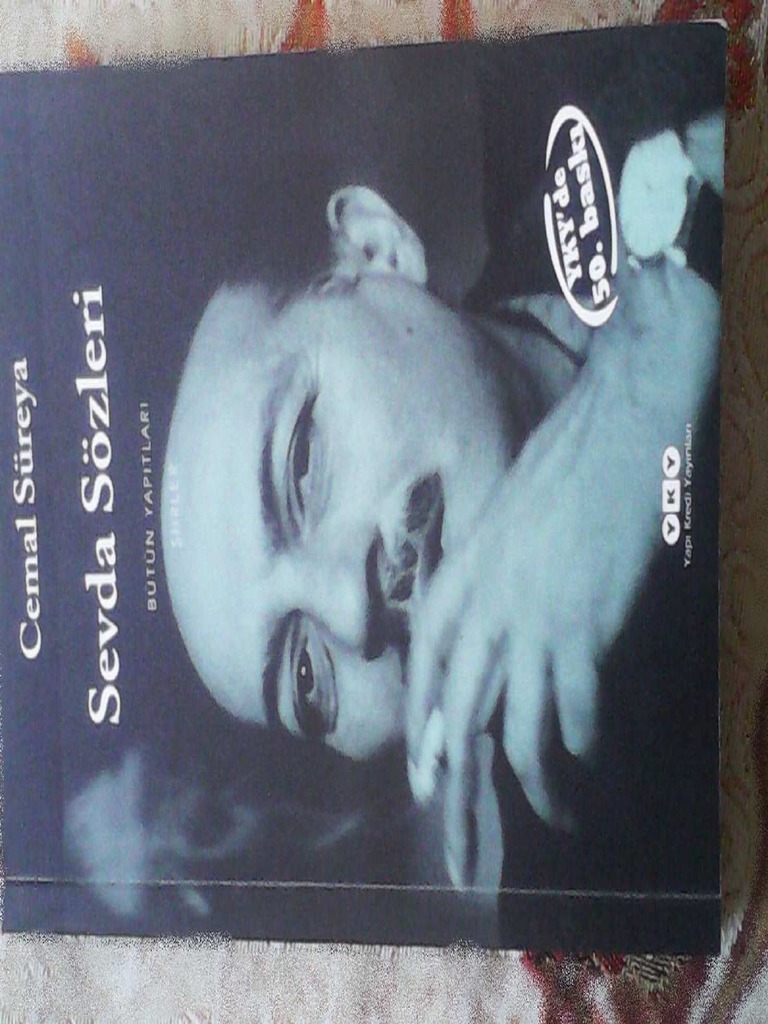 Cemal Süreya
Sevda Sözleri
BÜTÜN YAPITLARI
ŞİİRLER
YKY'de
50. baskı
YKY
Yapı Kredi Yayınları